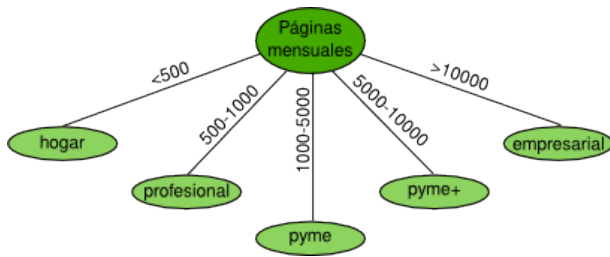 Páginas
mensuales
<500
500-1000
1000-5000
5000-10000
>10000
hogar
profesional
pyme
pyme+
empresarial